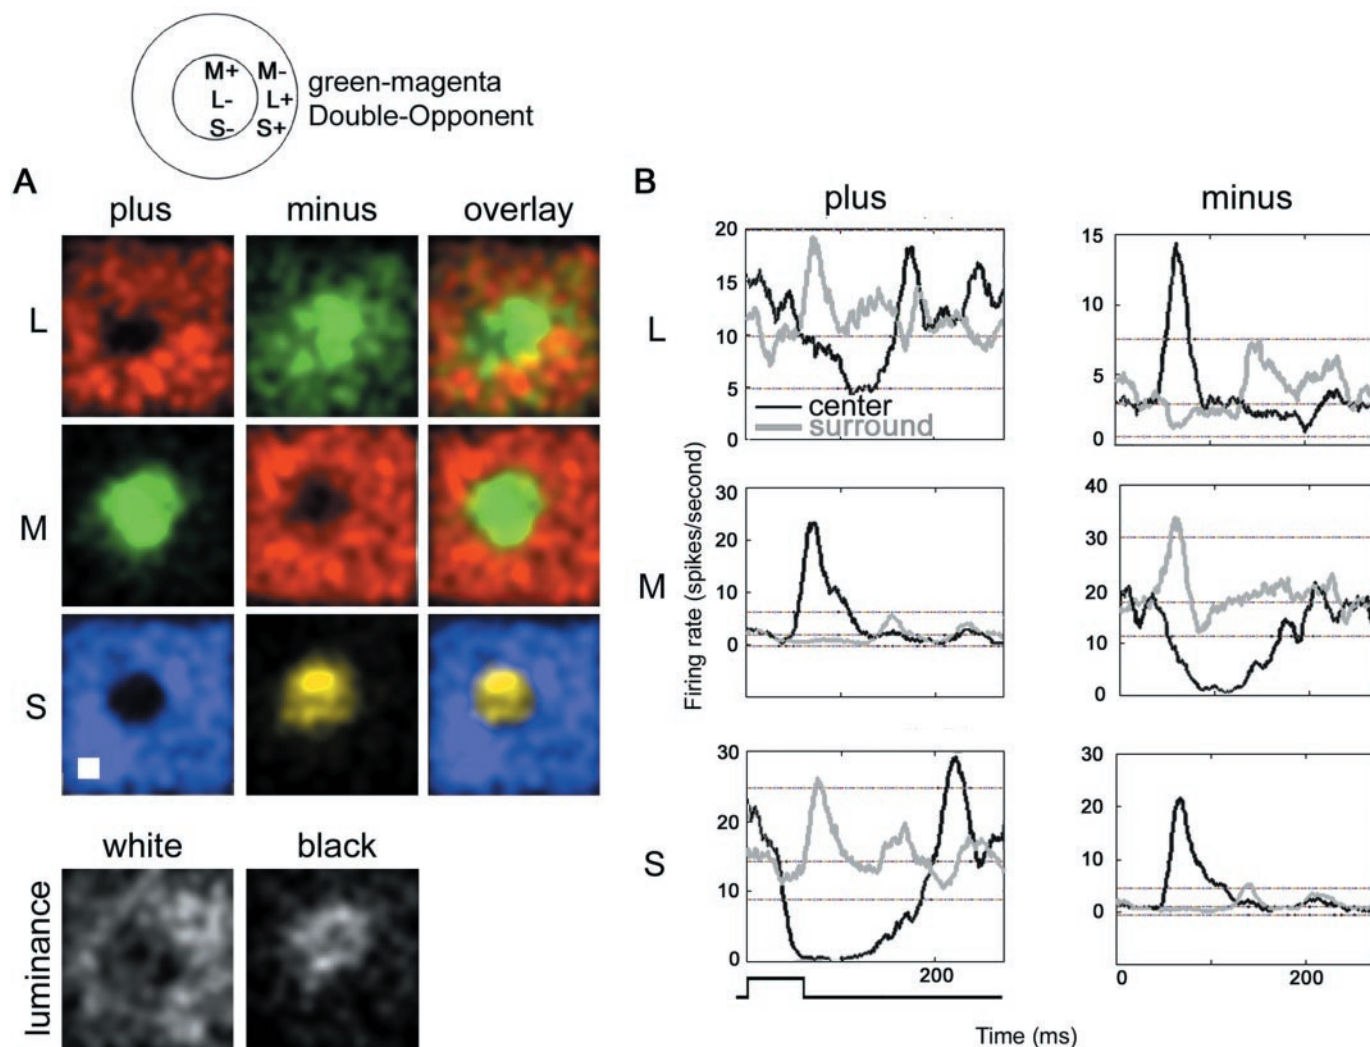 M+ M-
L- L+
S- S+
green-magenta
Double-Opponent
A
plus minus overlay
L
M
S
white black
luminance
B
plus minus
L
20
15
10
5
0
center
surround
15
10
5
0
M
Firing rate (spikes/second)
30
20
10
0
40
30
20
10
0
S
30
20
10
0
200
30
20
10
0
0 200
Time (ms)